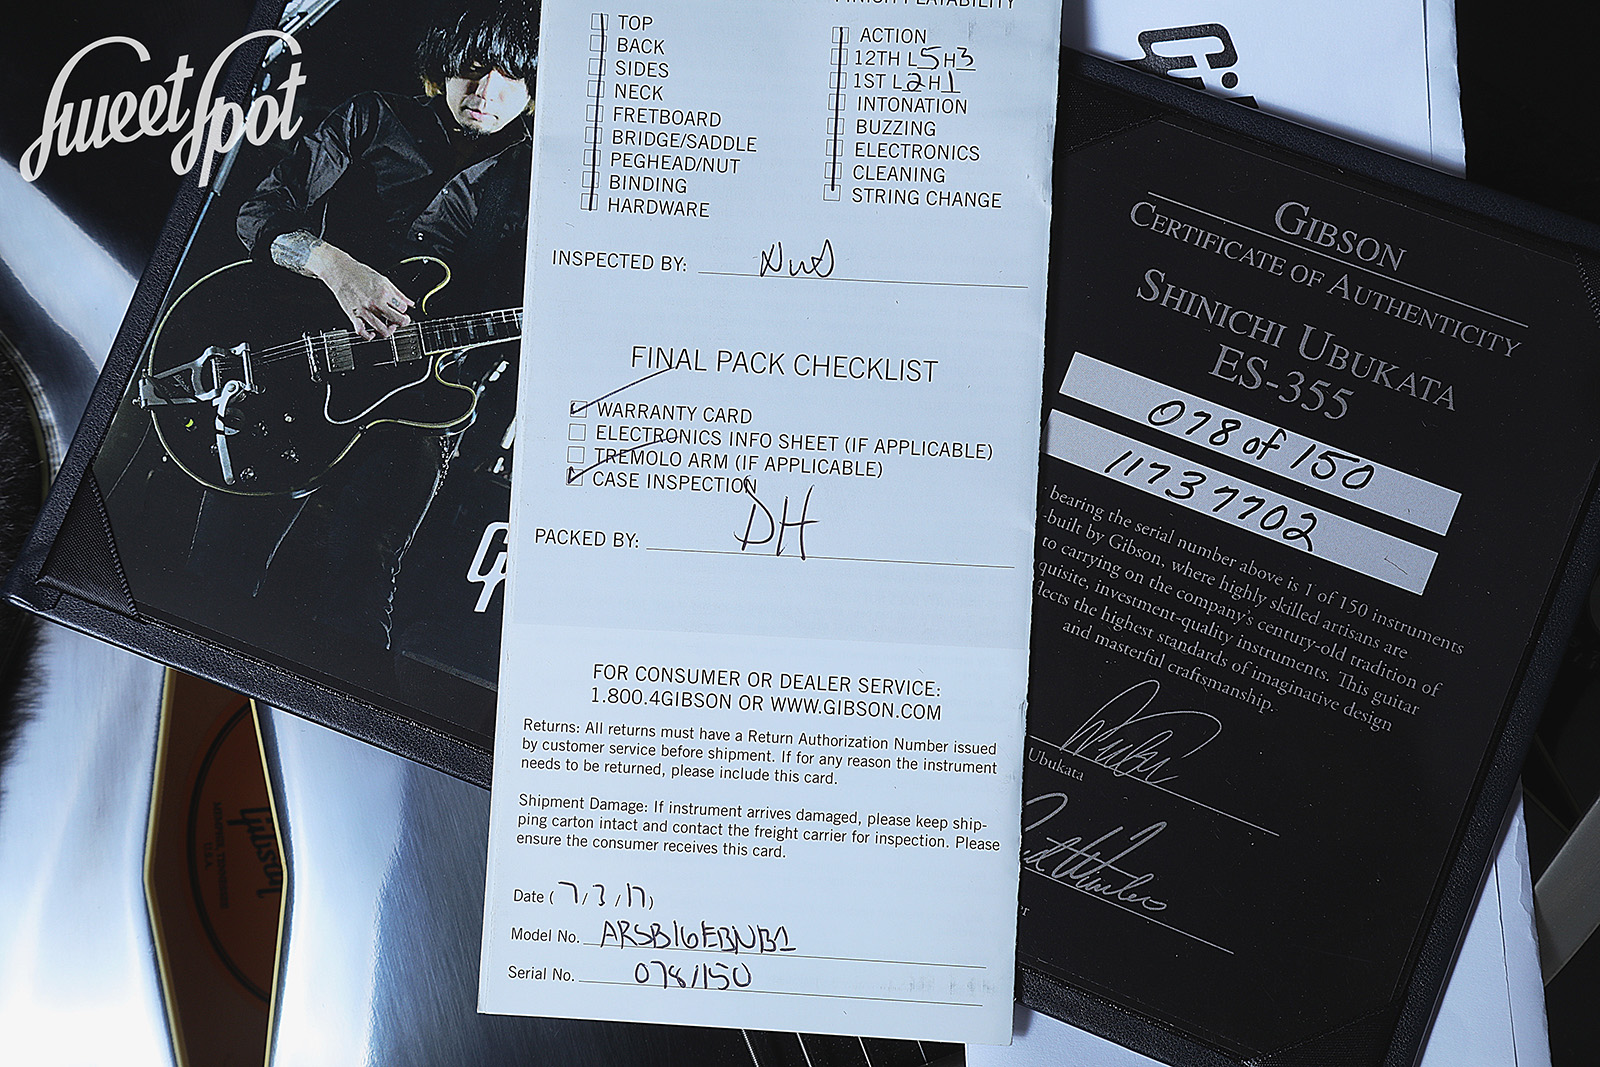 Sweet Spot
TOP
BACK
SIDES
NECK
FRETBOARD
BRIDGE/SADDLE
PEGHEAD/NUT
BINDING
HARDWARE
ACTION
12TH L 5 H 3
1ST L 2 H 1
INTONATION
BUZZING
ELECTRONICS
CLEANING
STRING CHANGE
INSPECTED BY:
FINAL PACK CHECKLIST
WARRANTY CARD
ELECTRONICS INFO SHEET (IF APPLICABLE)
TREMOLO ARM (IF APPLICABLE)
CASE INSPECTION
PACKED BY: DH
FOR CONSUMER OR DEALER SERVICE:
1.800.4GIBSON OR WWW.GIBSON.COM
Returns: All returns must have a Return Authorization Number issued
by customer service before shipment. If for any reason the instrument
needs to be returned, please include this card.
Shipment Damage: If instrument arrives damaged, please keep ship-
ping carton intact and contact the freight carrier for inspection. Please
ensure the consumer receives this card.
Date ( 7 / 3 / 17 )
Model No. ARSB16EBNB1
Serial No. 078/150
GIBSON
CERTIFICATE OF AUTHENTICITY
SHINICHI UBUKATA
ES-355
078 of 150
11737702
bearing the serial number above is 1 of 150 instruments
-built by Gibson, where highly skilled artisans are
to carrying on the company's century-old tradition of
quisite, investment-quality instruments. This guitar
lects the highest standards of imaginative design
and masterful craftsmanship.
Ubukata
Gibson
MEMPHIS, TENNESSEE
U.S.A.